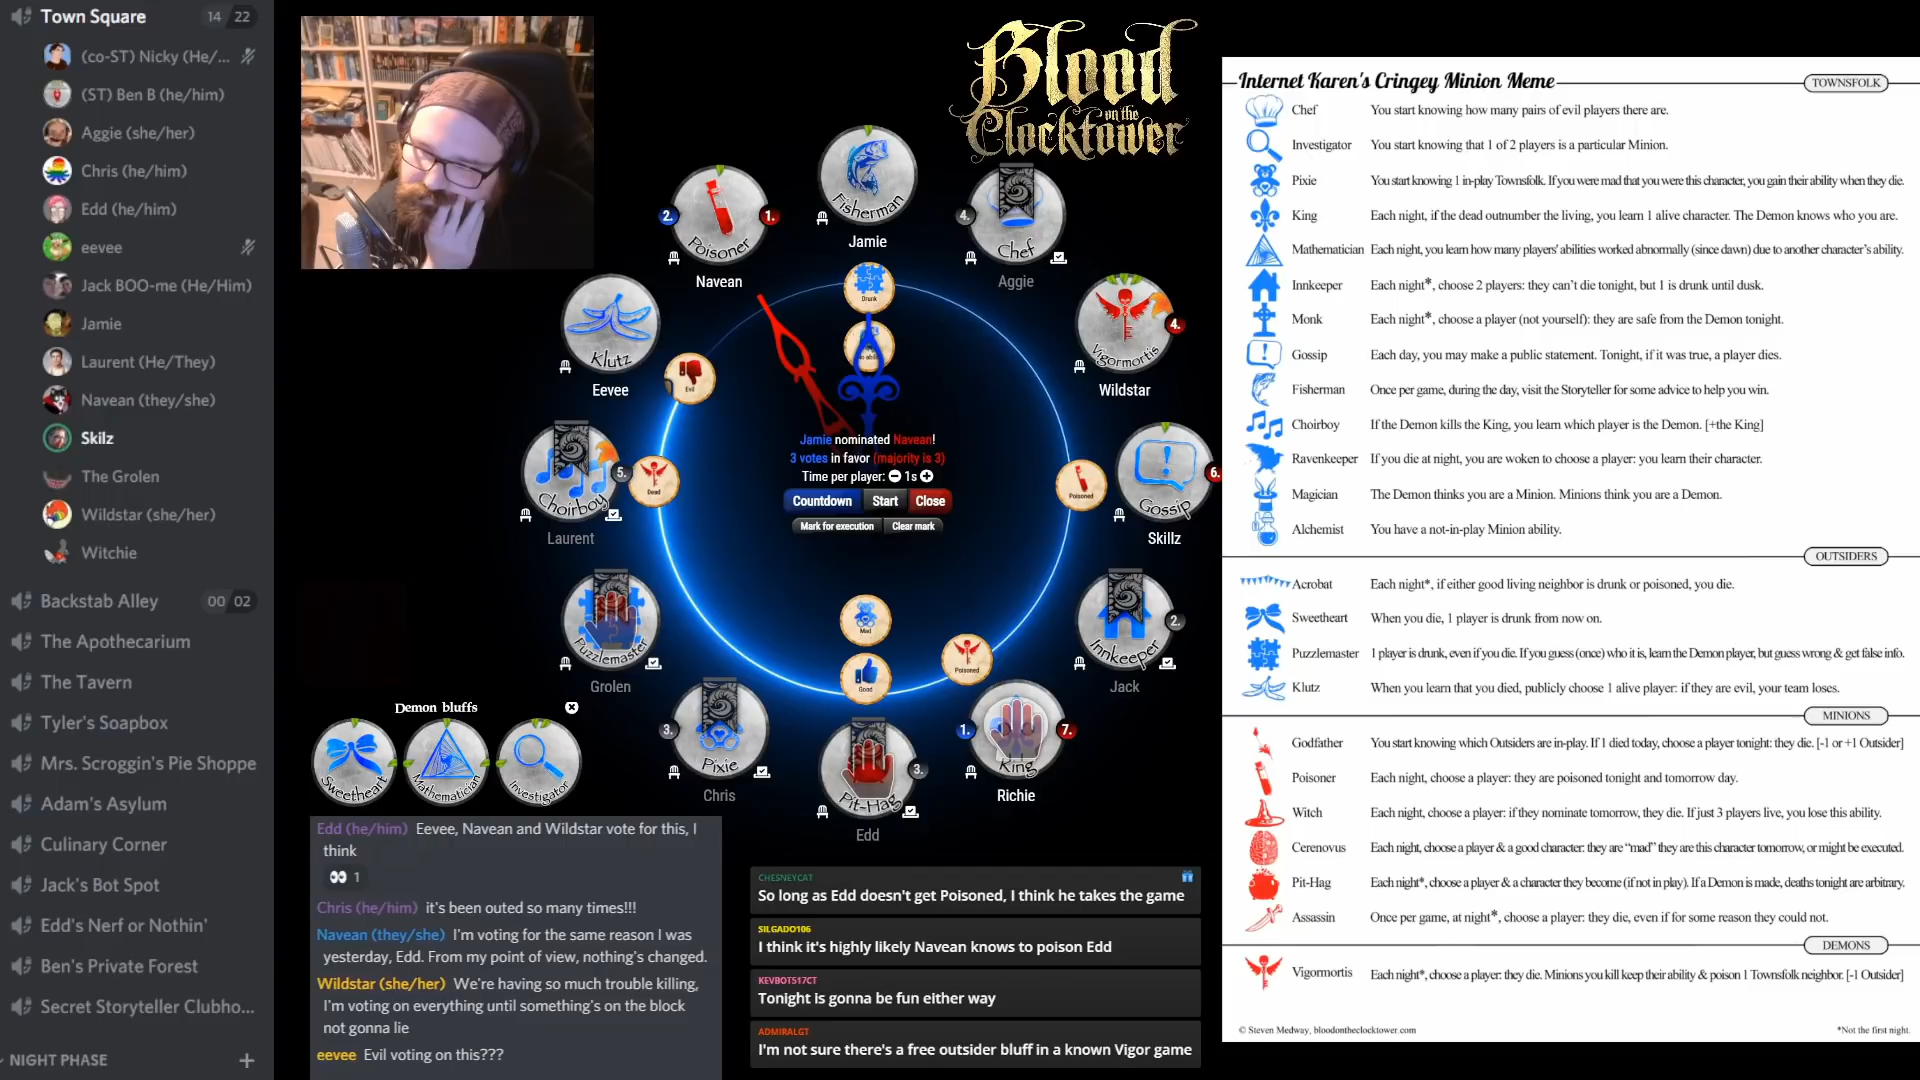 Town Square
14 22
(co-ST) Nicky (He/...
(ST) Ben B (he/him)
Aggie (she/her)
Chris (he/him)
Edd (he/him)
eevee
Jack BOO-me (He/Him)
Jamie
Laurent (He/They)
Navean (they/she)
Skilz
The Grolen
Wildstar (she/her)
Witchie
Backstab Alley
00 02
The Apothecarium
The Tavern
Tyler's Soapbox
Mrs. Scroggin's Pie Shoppe
Adam's Asylum
Culinary Corner
Jack's Bot Spot
Edd's Nerf or Nothin'
Ben's Private Forest
Secret Storyteller Clubho...
NIGHT PHASE
Blood
on the
Clocktower
Fisherman
Jamie
Chef
Aggie
4.
Vigormortis
Wildstar
4.
Gossip
Skillz
6.
Innkeeper
Jack
2.
King
Richie
1.
7.
Pit-Hag
Edd
3.
Pixie
Chris
3.
Puzzlemaster
Grolen
Choirboy
Laurent
5.
Klutz
Eevee
Poisoner
Navean
2.
1.
Drunk
No ability
Evil
Dead
Poisoned
Mad
Good
Poisoned
Jamie nominated Navean!
3 votes in favor (majority is 3)
Time per player: 1s
Countdown
Start
Close
Mark for execution
Clear mark
Demon bluffs
Sweetheart
Mathematician
Investigator
Edd (he/him) Eevee, Navean and Wildstar vote for this, I
think
1
Chris (he/him) it's been outed so many times!!!
Navean (they/she) I'm voting for the same reason I was
yesterday, Edd. From my point of view, nothing's changed.
Wildstar (she/her) We're having so much trouble killing,
I'm voting on everything until something's on the block
not gonna lie
eevee Evil voting on this???
CHESNEYCAT
So long as Edd doesn't get Poisoned, I think he takes the game
SILGADO106
I think it's highly likely Navean knows to poison Edd
KEVBOT517CT
Tonight is gonna be fun either way
ADMIRALGT
I'm not sure there's a free outsider bluff in a known Vigor game
Internet Karen's Cringey Minion Meme
TOWNSFOLK
Chef You start knowing how many pairs of evil players there are.
Investigator You start knowing that 1 of 2 players is a particular Minion.
Pixie You start knowing 1 in-play Townsfolk. If you were mad that you were this character, you gain their ability when they die.
King Each night, if the dead outnumber the living, you learn 1 alive character. The Demon knows who you are.
Mathematician Each night, you learn how many players' abilities worked abnormally (since dawn) due to another character's ability.
Innkeeper Each night*, choose 2 players: they can't die tonight, but 1 is drunk until dusk.
Monk Each night*, choose a player (not yourself): they are safe from the Demon tonight.
Gossip Each day, you may make a public statement. Tonight, if it was true, a player dies.
Fisherman Once per game, during the day, visit the Storyteller for some advice to help you win.
Choirboy If the Demon kills the King, you learn which player is the Demon. [+the King]
Ravenkeeper If you die at night, you are woken to choose a player: you learn their character.
Magician The Demon thinks you are a Minion. Minions think you are a Demon.
Alchemist You have a not-in-play Minion ability.
OUTSIDERS
Acrobat Each night*, if either good living neighbor is drunk or poisoned, you die.
Sweetheart When you die, 1 player is drunk from now on.
Puzzlemaster 1 player is drunk, even if you die. If you guess (once) who it is, learn the Demon player, but guess wrong & get false info.
Klutz When you learn that you died, publicly choose 1 alive player: if they are evil, your team loses.
MINIONS
Godfather You start knowing which Outsiders are in-play. If 1 died today, choose a player tonight: they die. [-1 or +1 Outsider]
Poisoner Each night, choose a player: they are poisoned tonight and tomorrow day.
Witch Each night, choose a player: if they nominate tomorrow, they die. If just 3 players live, you lose this ability.
Cerenovus Each night, choose a player & a good character: they are “mad” they are this character tomorrow, or might be executed.
Pit-Hag Each night*, choose a player & a character they become (if not in play). If a Demon is made, deaths tonight are arbitrary.
Assassin Once per game, at night*, choose a player: they die, even if for some reason they could not.
DEMONS
Vigormortis Each night*, choose a player: they die. Minions you kill keep their ability & poison 1 Townsfolk neighbor. [-1 Outsider]
© Steven Medway, bloodontheclocktower.com
*Not the first night.